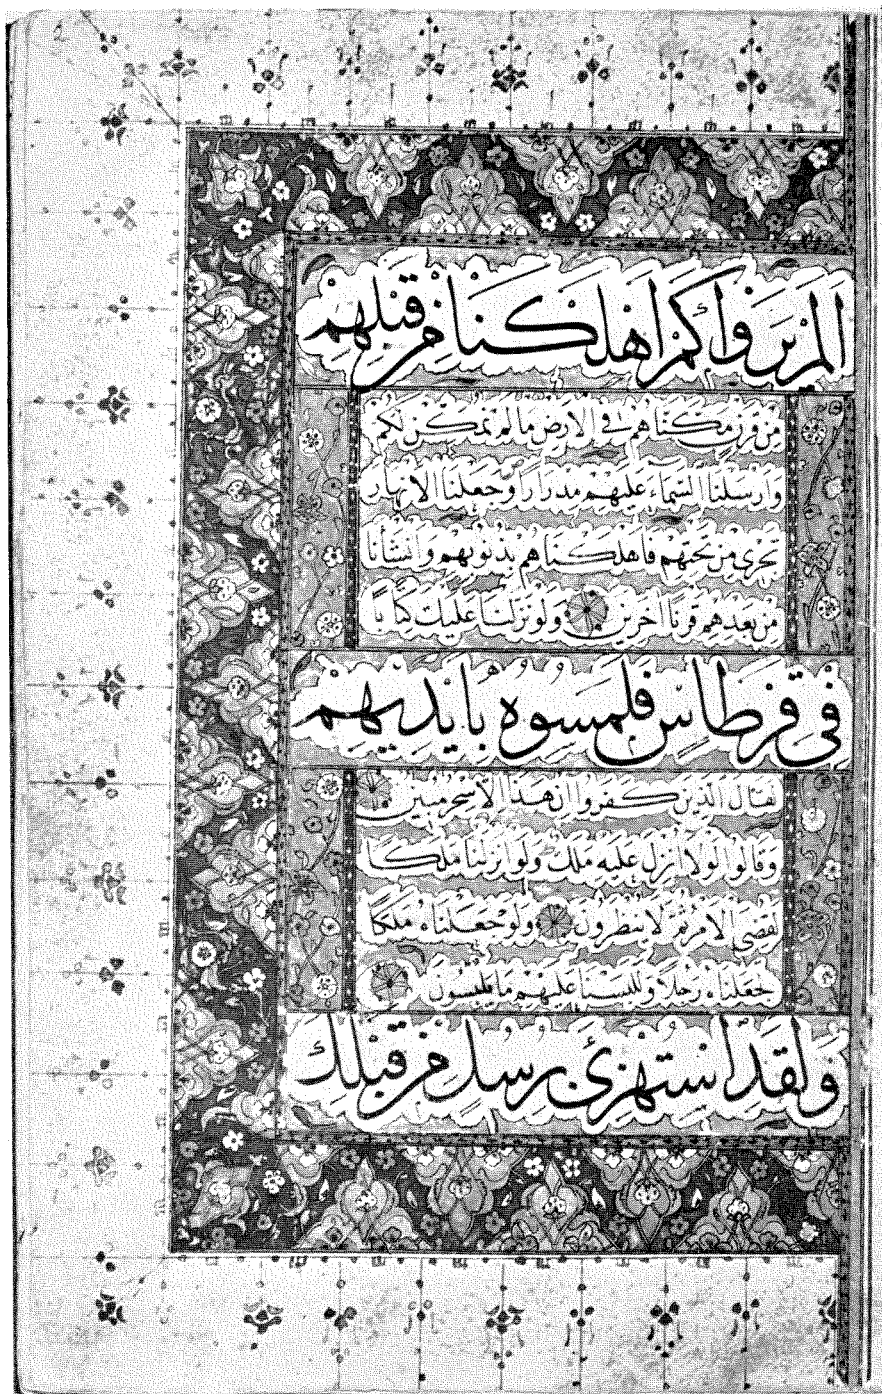 الم يروا كم اهلكنا من قبلهم
من قرن مكناهم في الارض ما لم نمكن لكم
وارسلنا السماء عليهم مدرارا وجعلنا الانهار
تجري من تحتهم فاهلكناهم بذنوبهم وانشأنا
من بعدهم قرنا اخرين ولو نزلنا عليك كتابا
في قرطاس فلمسوه بايديهم
لقال الذين كفروا ان هذا الا سحر مبين
وقالوا لولا انزل عليه ملك ولو انزلنا ملكا
لقضي الامر ثم لا ينظرون ولو جعلناه ملكا
لجعلناه رجلا وللبسنا عليهم ما يلبسون
ولقد استهزئ برسل من قبلك